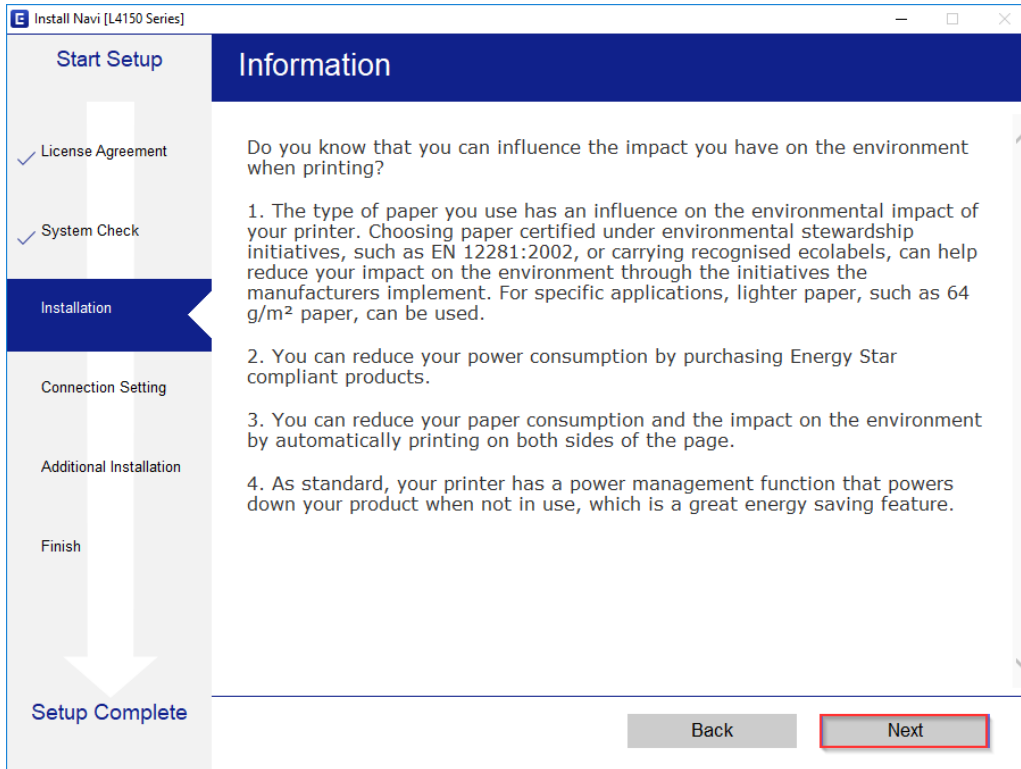 E Install Navi [L4150 Series]
Start Setup
License Agreement
System Check
Installation
Connection Setting
Additional Installation
Finish
Setup Complete
Information
Do you know that you can influence the impact you have on the environment
when printing?
1. The type of paper you use has an influence on the environmental impact of
your printer. Choosing paper certified under environmental stewardship
initiatives, such as EN 12281:2002, or carrying recognised ecolabels, can help
reduce your impact on the environment through the initiatives the
manufacturers implement. For specific applications, lighter paper, such as 64
g/m² paper, can be used.
2. You can reduce your power consumption by purchasing Energy Star
compliant products.
3. You can reduce your paper consumption and the impact on the environment
by automatically printing on both sides of the page.
4. As standard, your printer has a power management function that powers
down your product when not in use, which is a great energy saving feature.
Back
Next